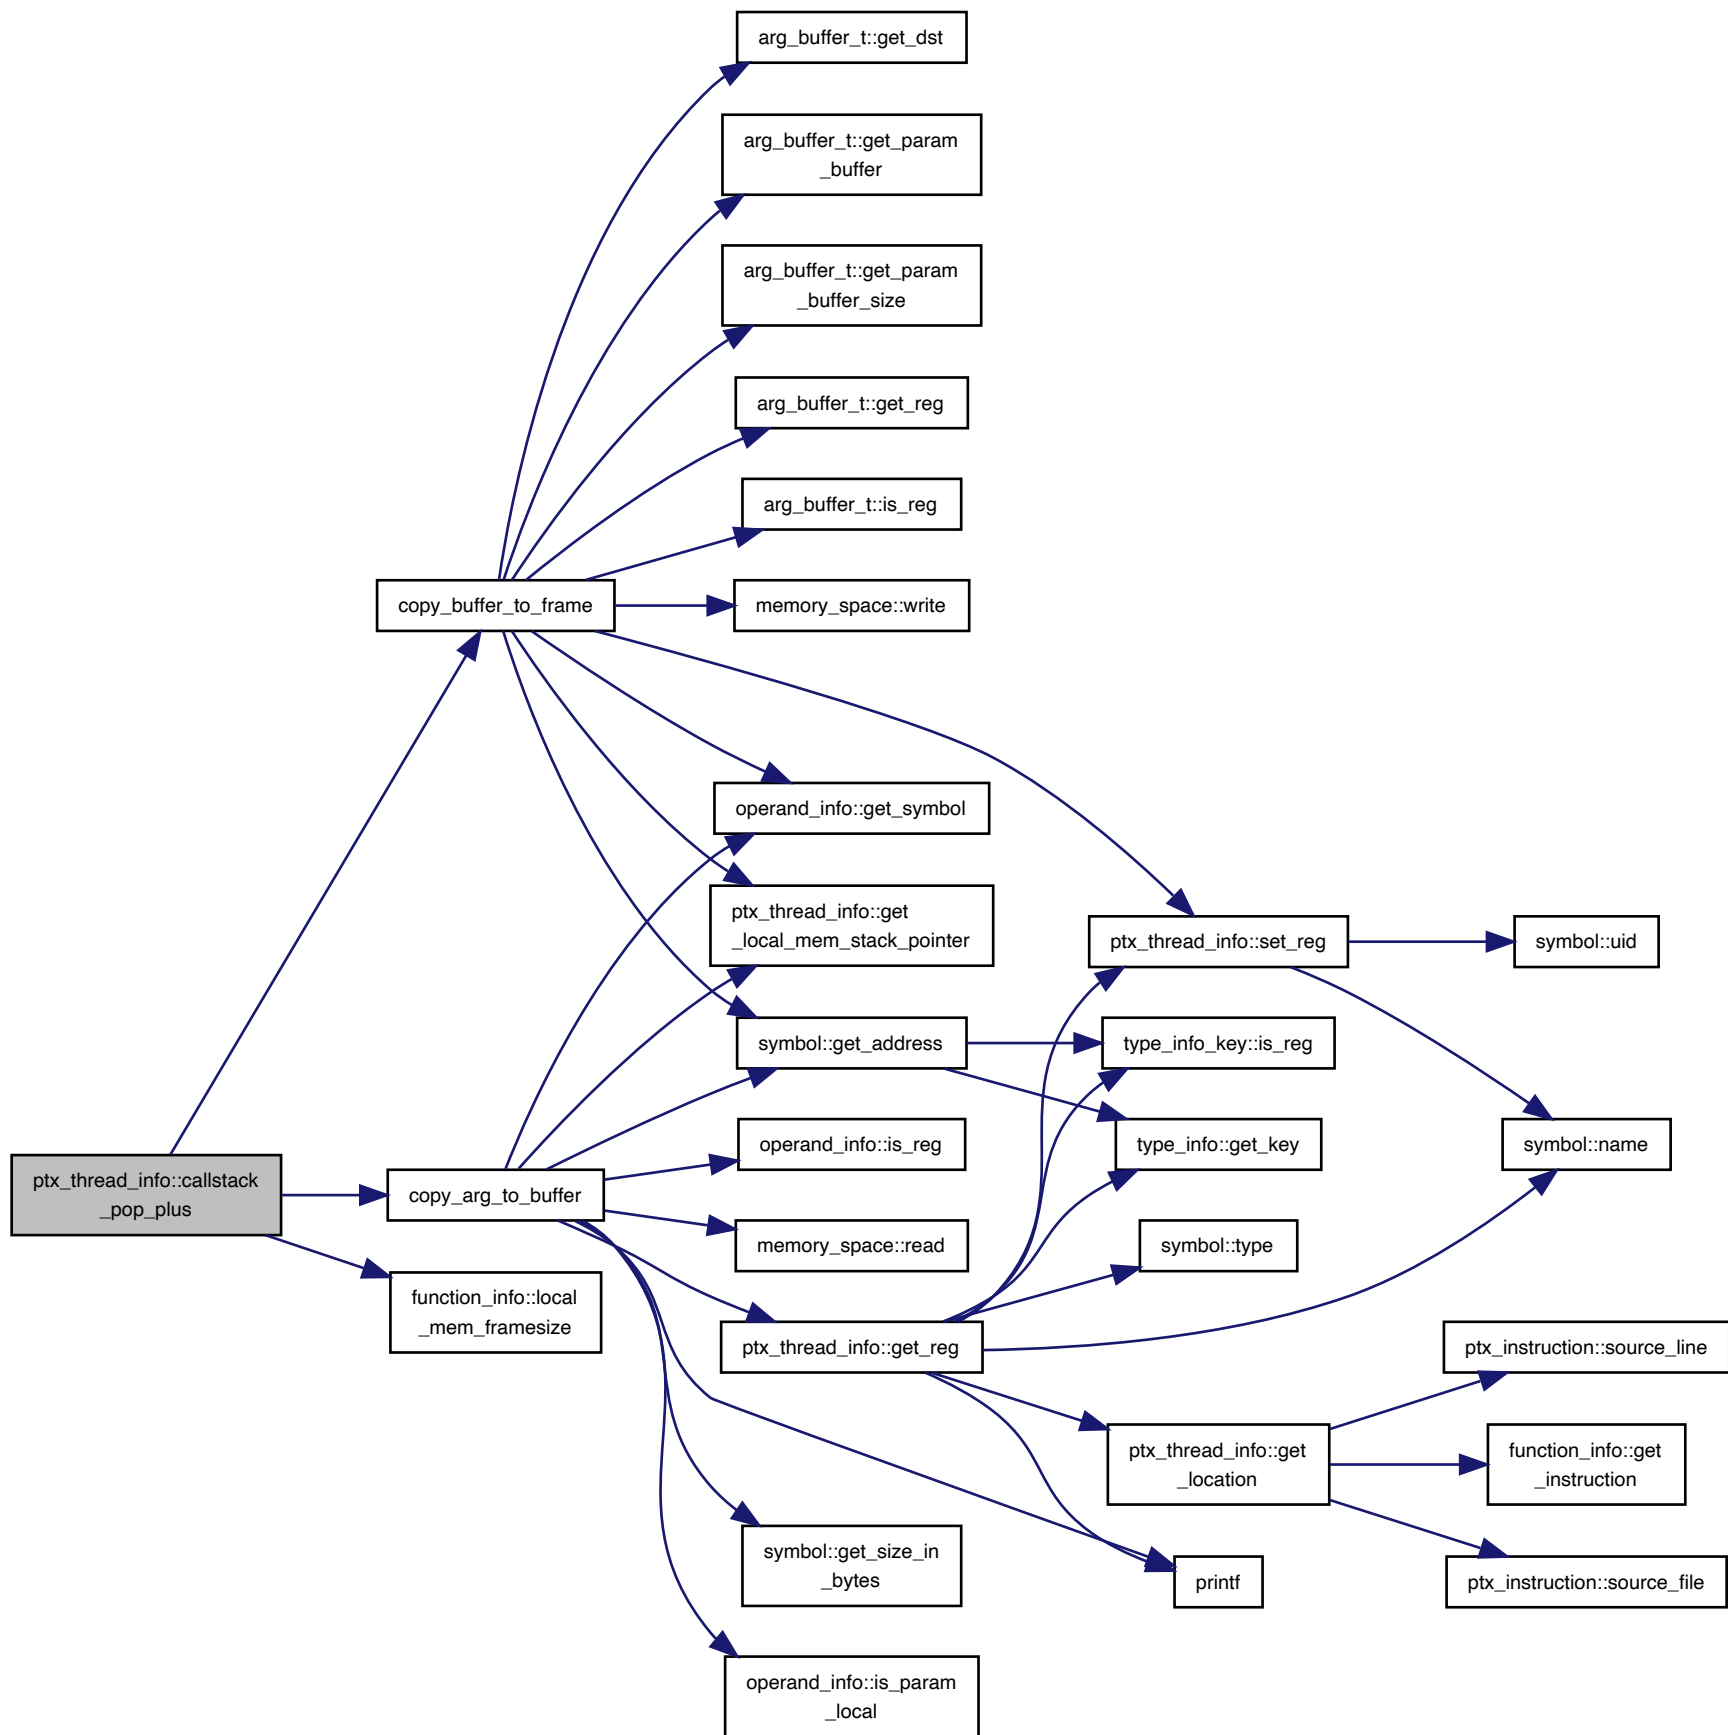 arg_buffer_t::get_dst
arg_buffer_t::get_param
_buffer
arg_buffer_t::get_param
_buffer_size
arg_buffer_t::get_reg
arg_buffer_t::is_reg
copy_buffer_to_frame
memory_space::write
operand_info::get_symbol
ptx_thread_info::get
_local_mem_stack_pointer
ptx_thread_info::set_reg
symbol::uid
symbol::get_address
type_info_key::is_reg
operand_info::is_reg
type_info::get_key
symbol::name
ptx_thread_info::callstack
_pop_plus
copy_arg_to_buffer
memory_space::read
symbol::type
function_info::local
_mem_framesize
ptx_thread_info::get_reg
ptx_instruction::source_line
ptx_thread_info::get
_location
function_info::get
_instruction
symbol::get_size_in
_bytes
printf
ptx_instruction::source_file
operand_info::is_param
_local